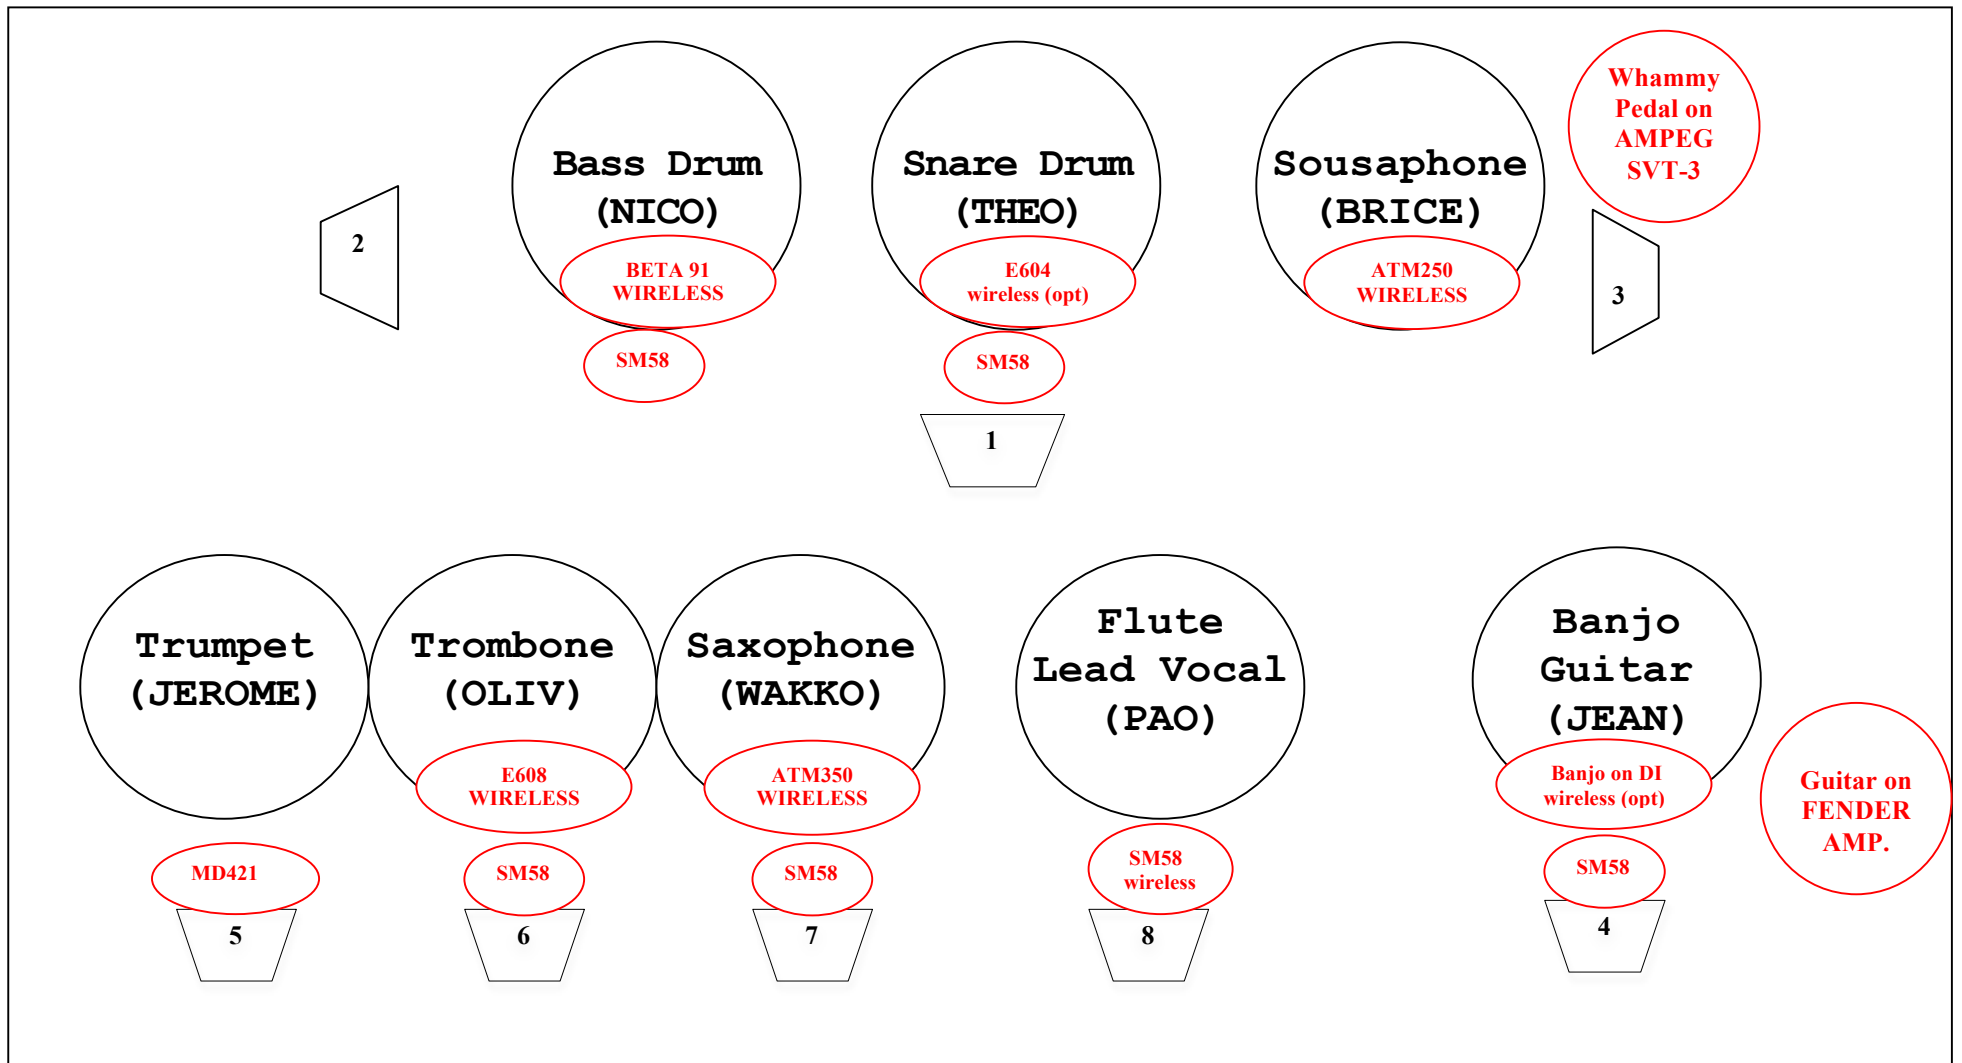 Whammy
Pedal on
AMPEG
SVT-3
Bass Drum
(NICO)
BETA 91
WIRELESS
SM58
Snare Drum
(THEO)
E604
wireless (opt)
SM58
Sousaphone
(BRICE)
ATM250
WIRELESS
2
3
1
Trumpet
(JEROME)
MD421
5
Trombone
(OLIV)
E608
WIRELESS
SM58
6
Saxophone
(WAKKO)
ATM350
WIRELESS
SM58
7
Flute
Lead Vocal
(PAO)
SM58
wireless
8
Banjo
Guitar
(JEAN)
Banjo on DI
wireless (opt)
SM58
4
Guitar on
FENDER
AMP.